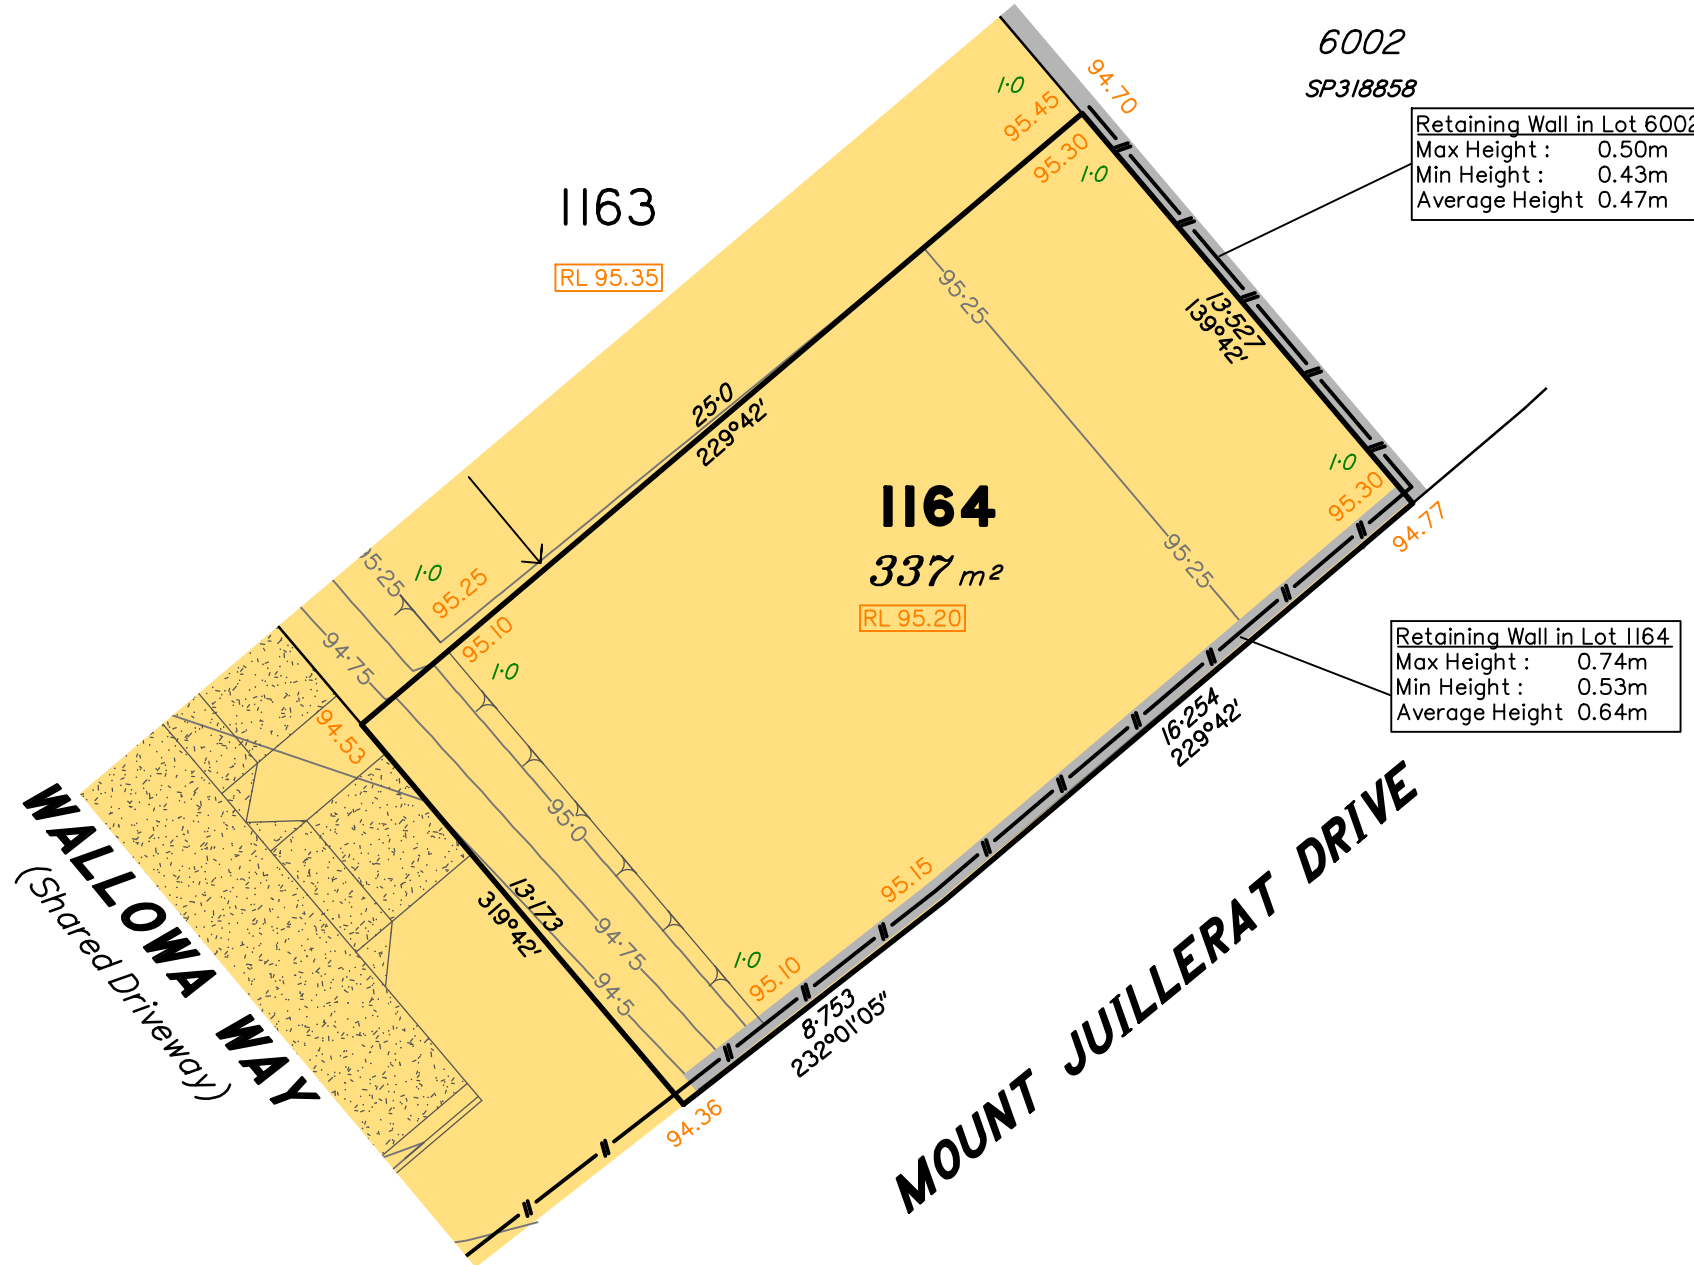 6002
SP318858
94.70
1·0
95.45
95.30
1·0
Retaining Wall in Lot 6002
Max Height : 0.50m
Min Height : 0.43m
Average Height 0.47m
1163
RL 95.35
95·25
13·527
139°42'
25·0
229°42'
1·0
95.30
94.77
1164
337 m²
RL 95.20
95·25
95·25
1·0
95.25
95.10
1·0
94·75
94.53
Retaining Wall in Lot 1164
Max Height : 0.74m
Min Height : 0.53m
Average Height 0.64m
16·254
229°42'
95·0
95.15
13·173
319°42'
94·75
94·5
1·0
95.10
8·753
232°01'05"
94.36
WALLOWA WAY
(Shared Driveway)
MOUNT JUILLERAT DRIVE